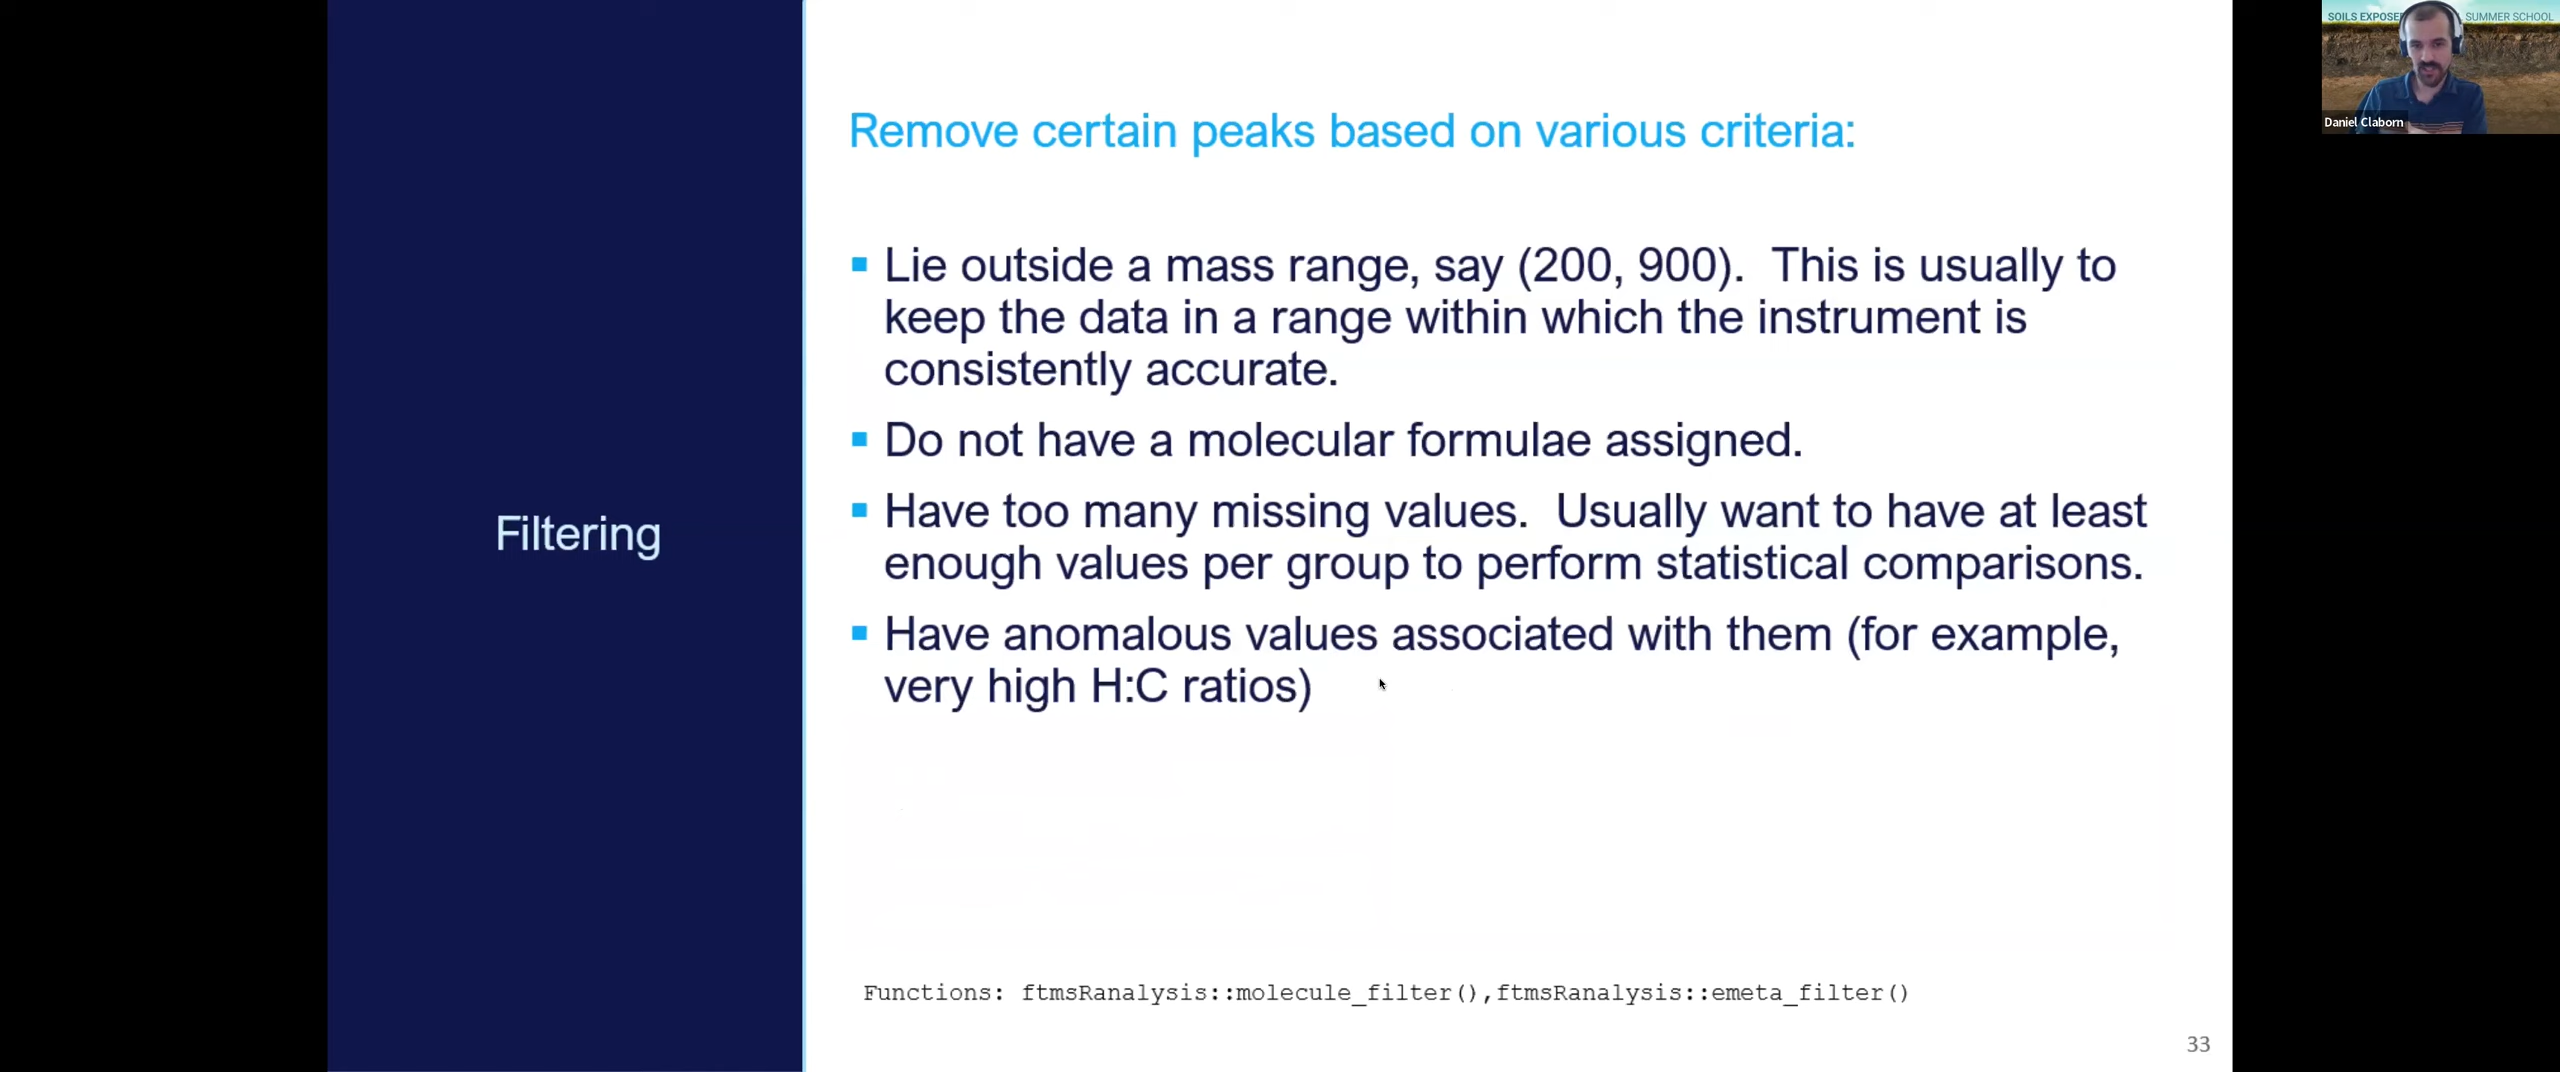 Filtering
Remove certain peaks based on various criteria:
Lie outside a mass range, say (200, 900).  This is usually to
keep the data in a range within which the instrument is
consistently accurate.
Do not have a molecular formulae assigned.
Have too many missing values.  Usually want to have at least
enough values per group to perform statistical comparisons.
Have anomalous values associated with them (for example,
very high H:C ratios)
Functions: ftmsRanalysis::molecule_filter(),ftmsRanalysis::emeta_filter()
33
SOILS EXPOSE
SUMMER SCHOOL
Daniel Claborn